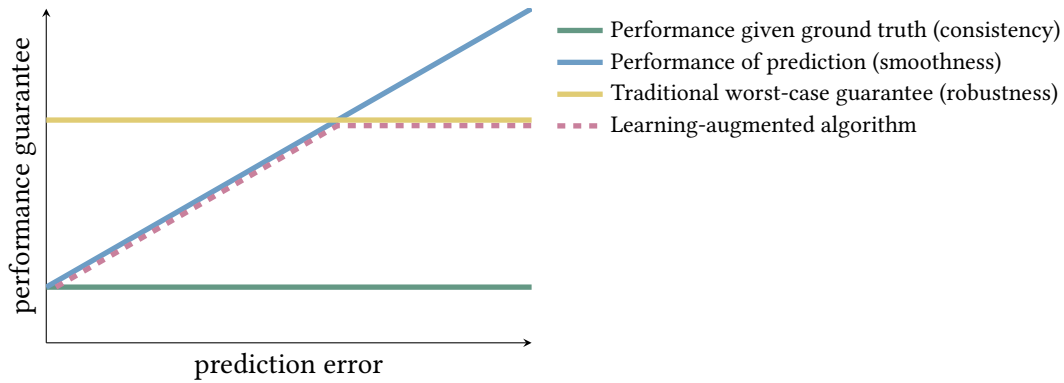 performance guarantee
prediction error
Performance given ground truth (consistency)
Performance of prediction (smoothness)
Traditional worst-case guarantee (robustness)
Learning-augmented algorithm